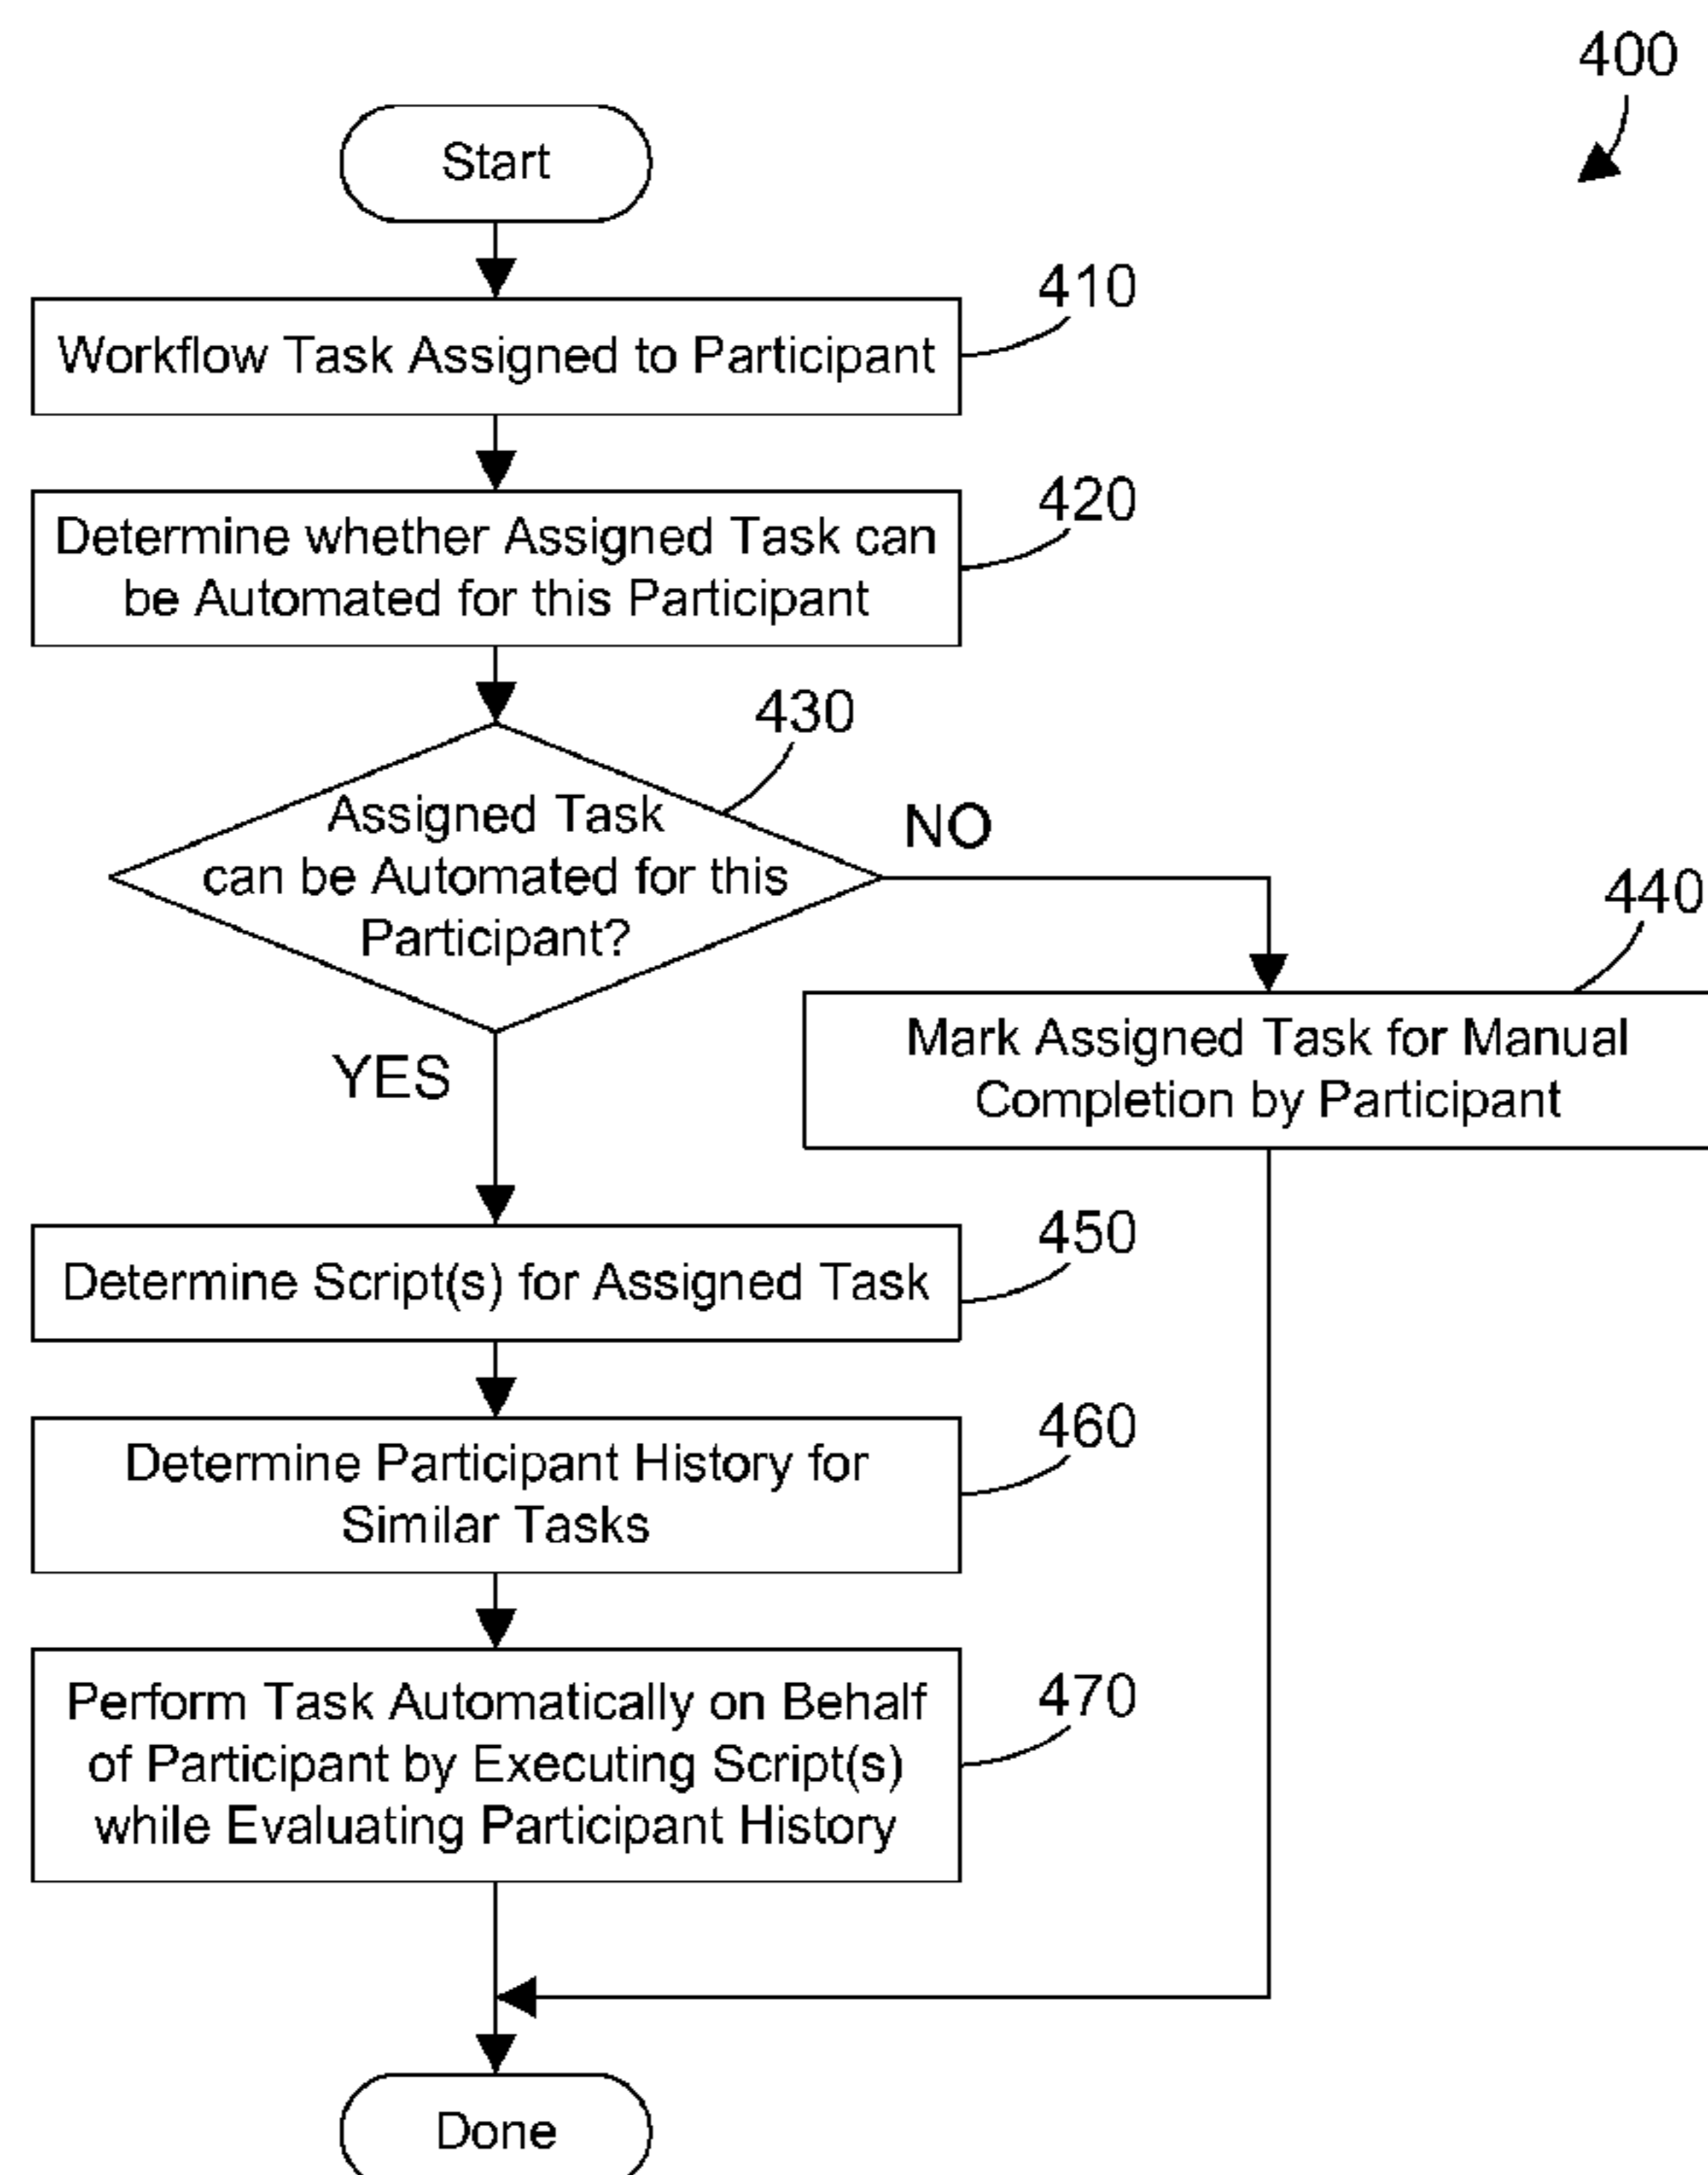 400
Start
410
Workflow Task Assigned to Participant
420
Determine whether Assigned Task can
be Automated for this Participant
430
Assigned Task
can be Automated for this
Participant?
NO
YES
440
Mark Assigned Task for Manual
Completion by Participant
450
Determine Script(s) for Assigned Task
460
Determine Participant History for
Similar Tasks
470
Perform Task Automatically on Behalf
of Participant by Executing Script(s)
while Evaluating Participant History
Done